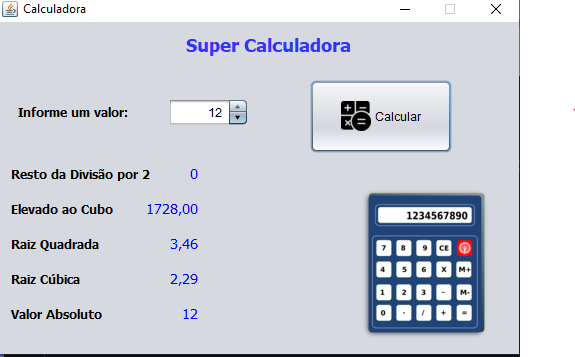 Calculadora
Super Calculadora
Informe um valor: 12
Calcular
Resto da Divisão por 2 0
Elevado ao Cubo 1728,00
Raiz Quadrada 3,46
Raiz Cúbica 2,29
Valor Absoluto 12
1234567890
7 8 9 CE
4 5 6 X M+
1 2 3 - M-
0 · / + =